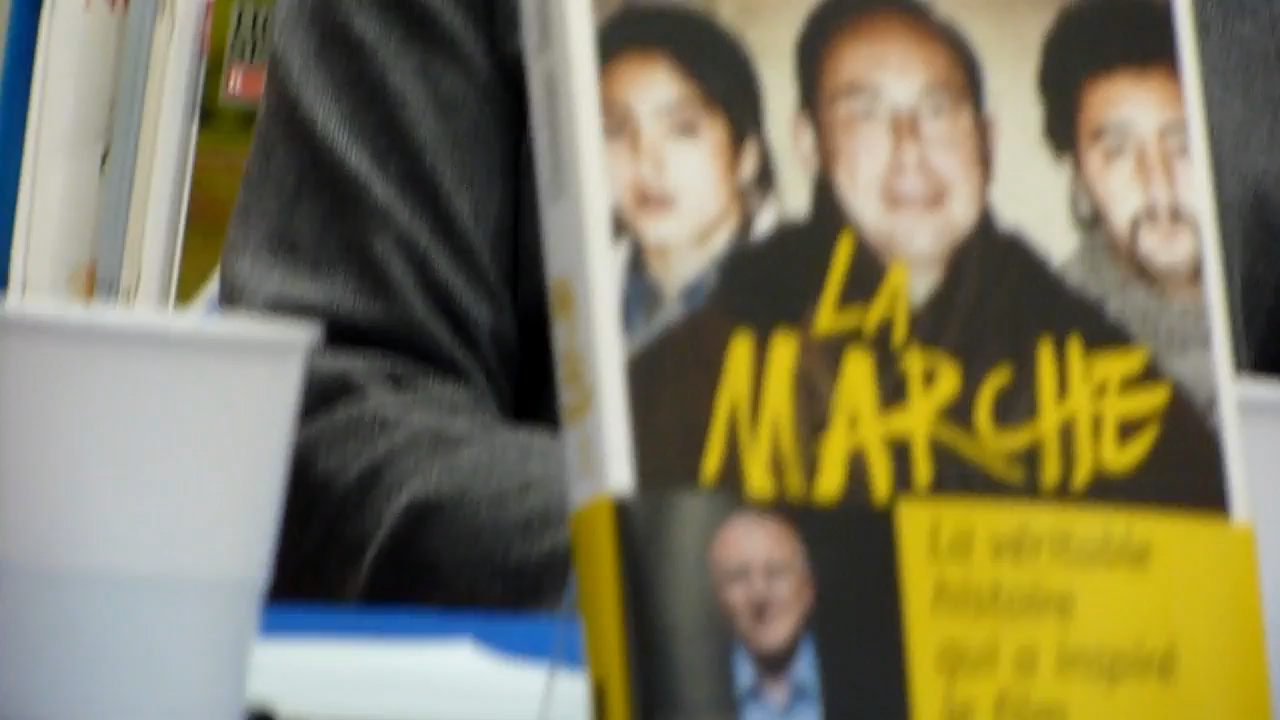 LA
MARCHE
La véritable
histoire
qui a inspiré
le film